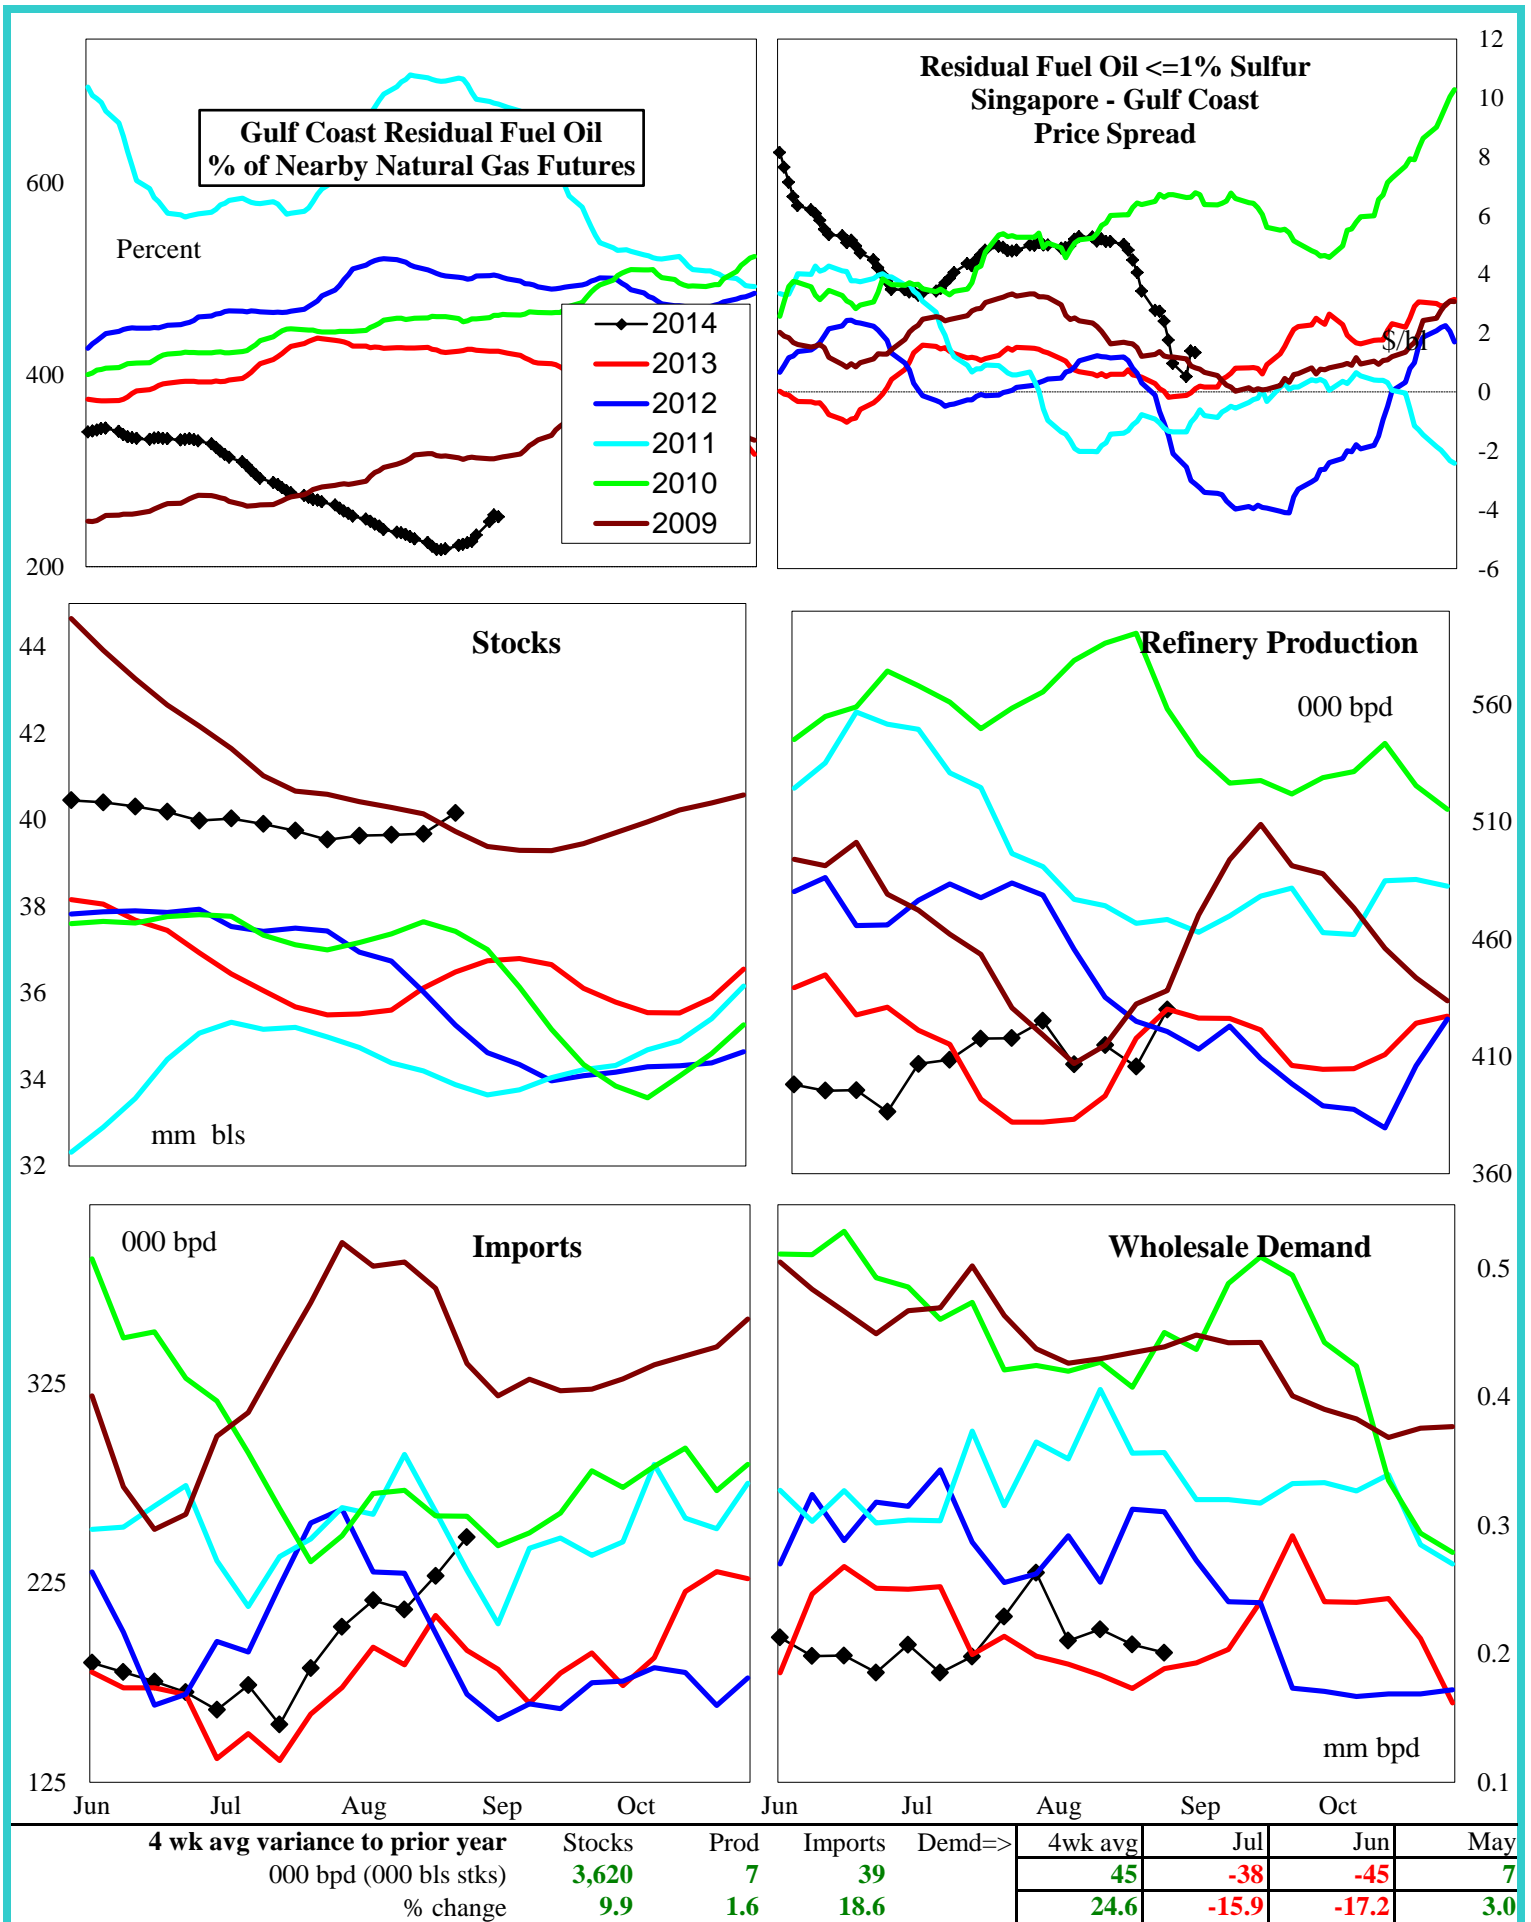 Gulf Coast Residual Fuel Oil
% of Nearby Natural Gas Futures
Percent
600
400
200
2014
2013
2012
2011
2010
2009
Residual Fuel Oil <=1% Sulfur
Singapore - Gulf Coast
Price Spread
$/bl
12
10
8
6
4
2
0
-2
-4
-6
Stocks
mm bls
44
42
40
38
36
34
32
Refinery Production
000 bpd
560
510
460
410
360
Imports
000 bpd
325
225
125
Jun Jul Aug Sep Oct
Wholesale Demand
mm bpd
0.5
0.4
0.3
0.2
0.1
Jun Jul Aug Sep Oct
4 wk avg variance to prior year Stocks Prod Imports Demd=> 4wk avg Jul Jun May
000 bpd (000 bls stks) 3,620 7 39 45 -38 -45 7
% change 9.9 1.6 18.6 24.6 -15.9 -17.2 3.0